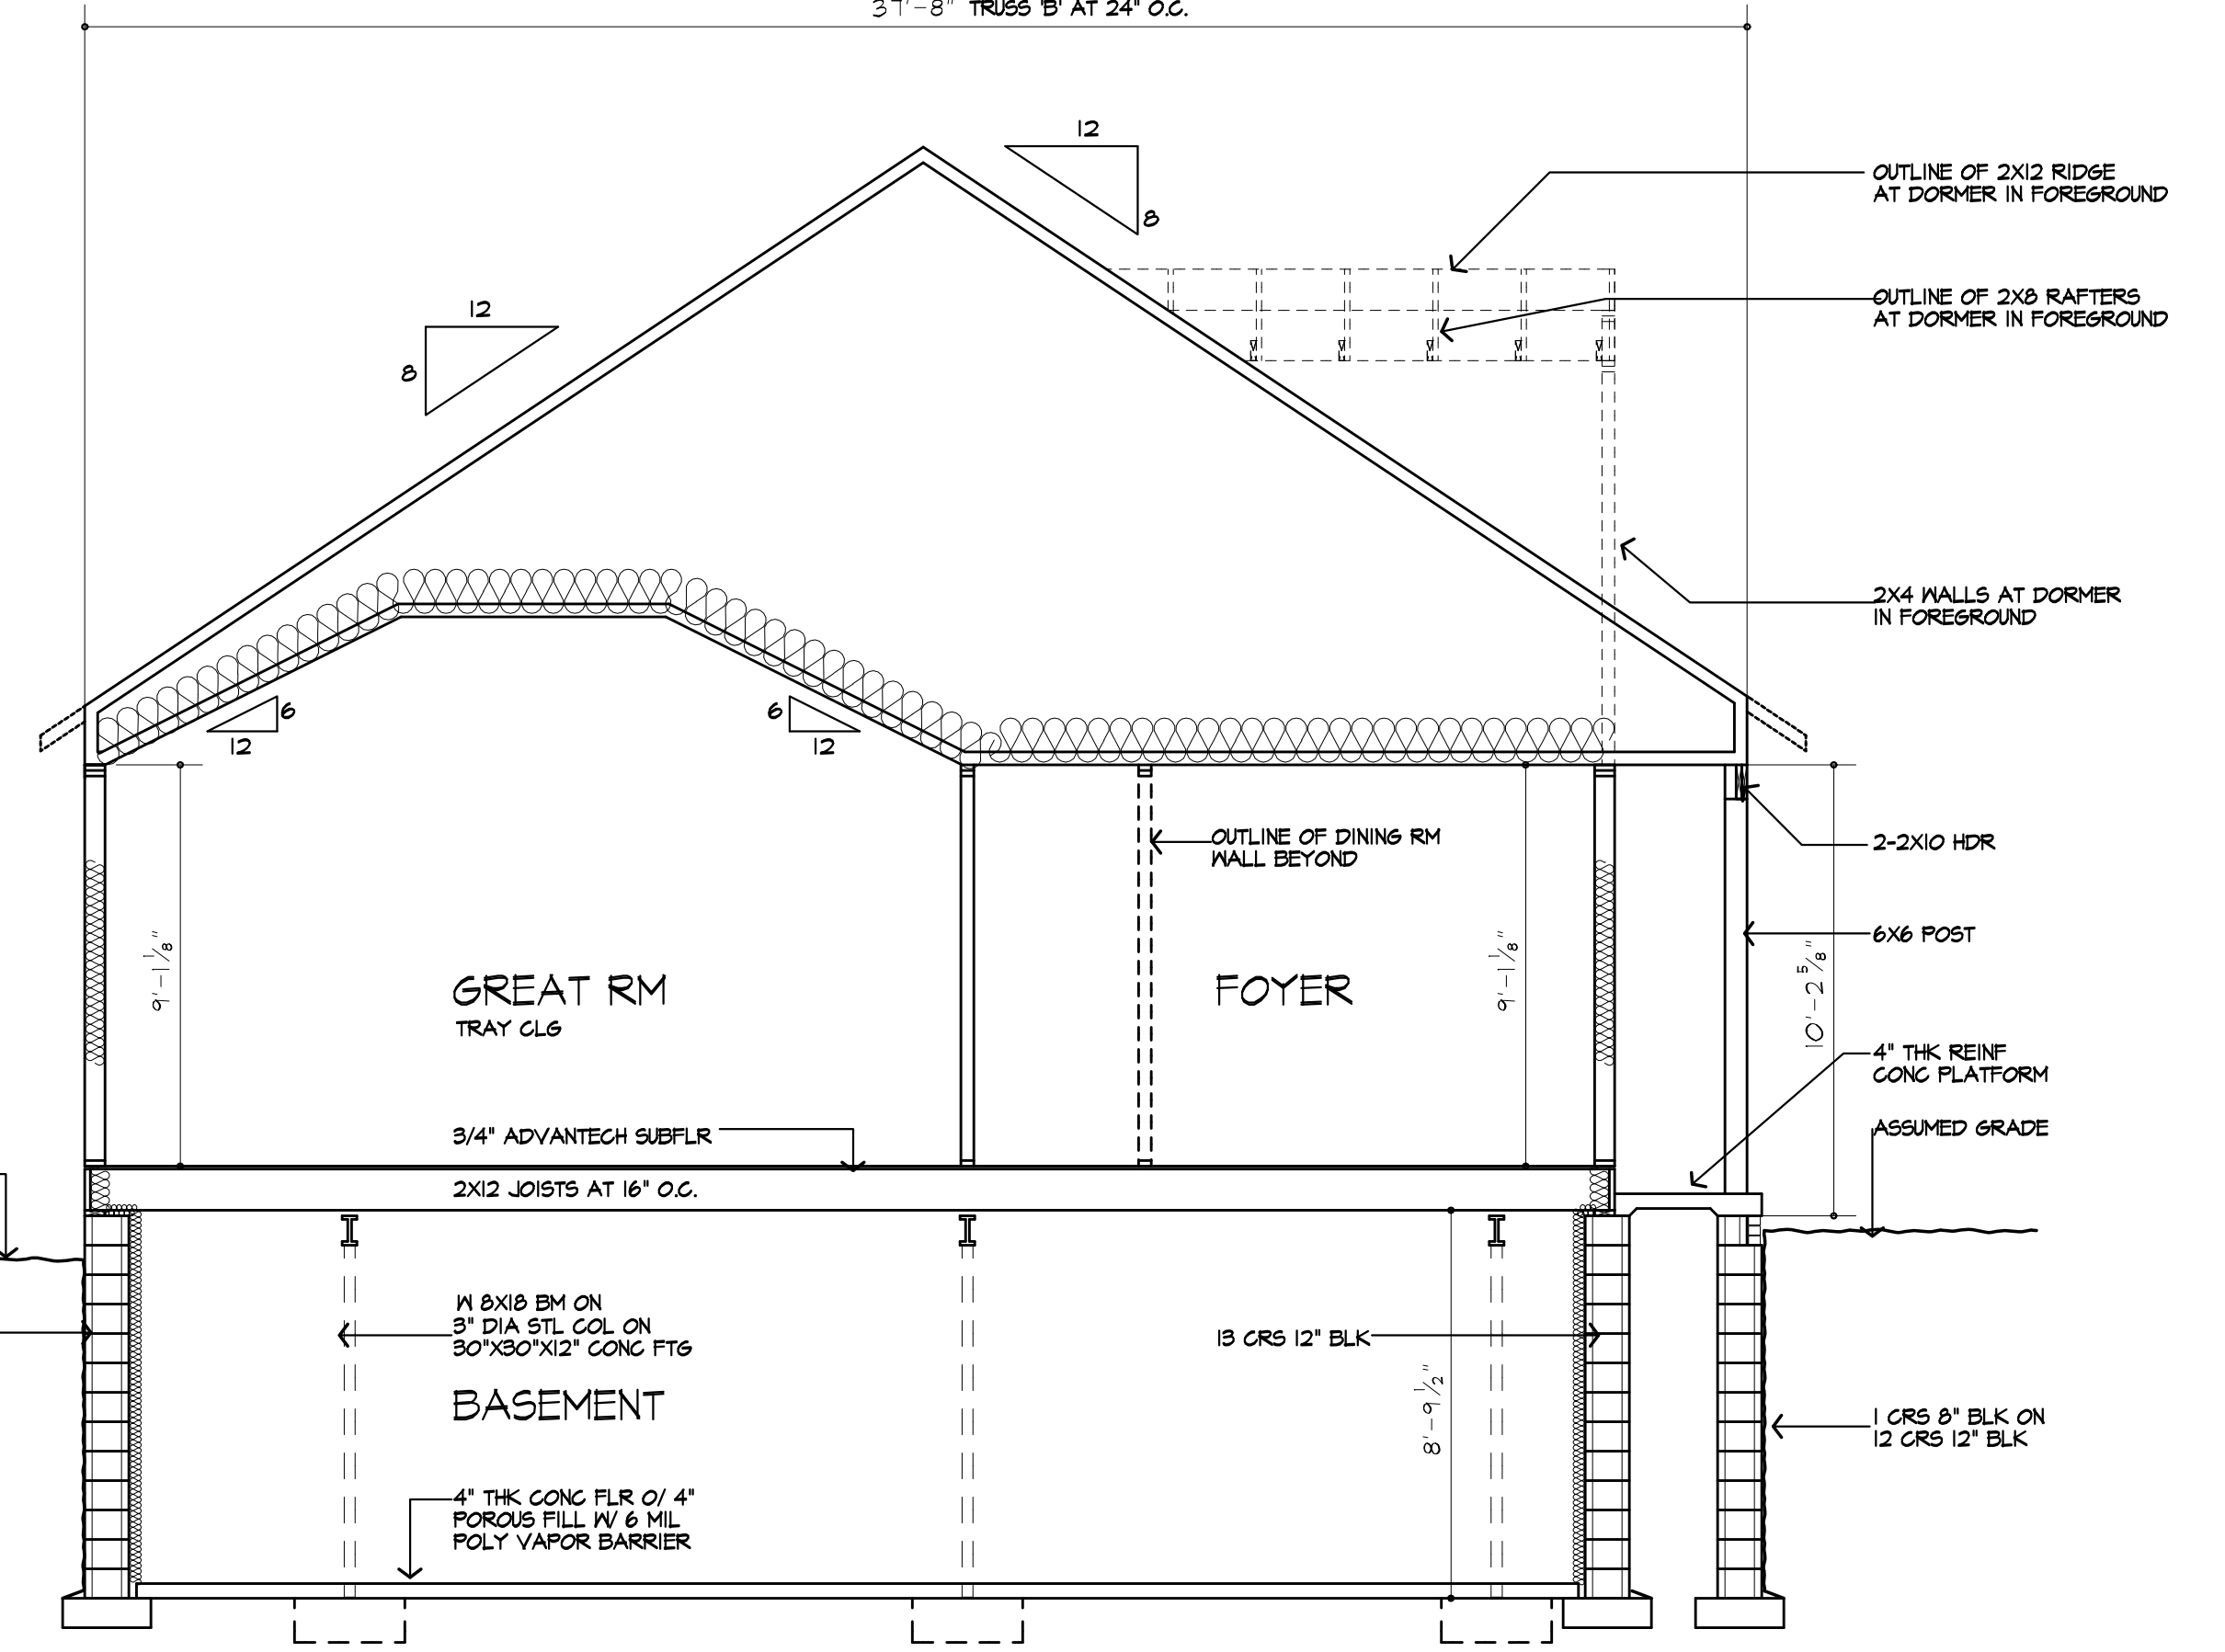 37'-8" TRUSS 'B' AT 24" O.C.
12
8
12
8
OUTLINE OF 2X12 RIDGE
AT DORMER IN FOREGROUND
OUTLINE OF 2X8 RAFTERS
AT DORMER IN FOREGROUND
2X4 WALLS AT DORMER
IN FOREGROUND
6
12
6
12
OUTLINE OF DINING RM
WALL BEYOND
2-2X10 HDR
6X6 POST
9'-1 1/8"
GREAT RM
TRAY CLG
FOYER
9'-1 1/8"
10'-2 5/8"
4" THK REINF
CONC PLATFORM
3/4" ADVANTECH SUBFLR
ASSUMED GRADE
2X12 JOISTS AT 16" O.C.
W 8X18 BM ON
3" DIA STL COL ON
30"X30"X12" CONC FTG
13 CRS 12" BLK
BASEMENT
8'-9 1/2"
1 CRS 8" BLK ON
12 CRS 12" BLK
4" THK CONC FLR O/ 4"
POROUS FILL W/ 6 MIL
POLY VAPOR BARRIER